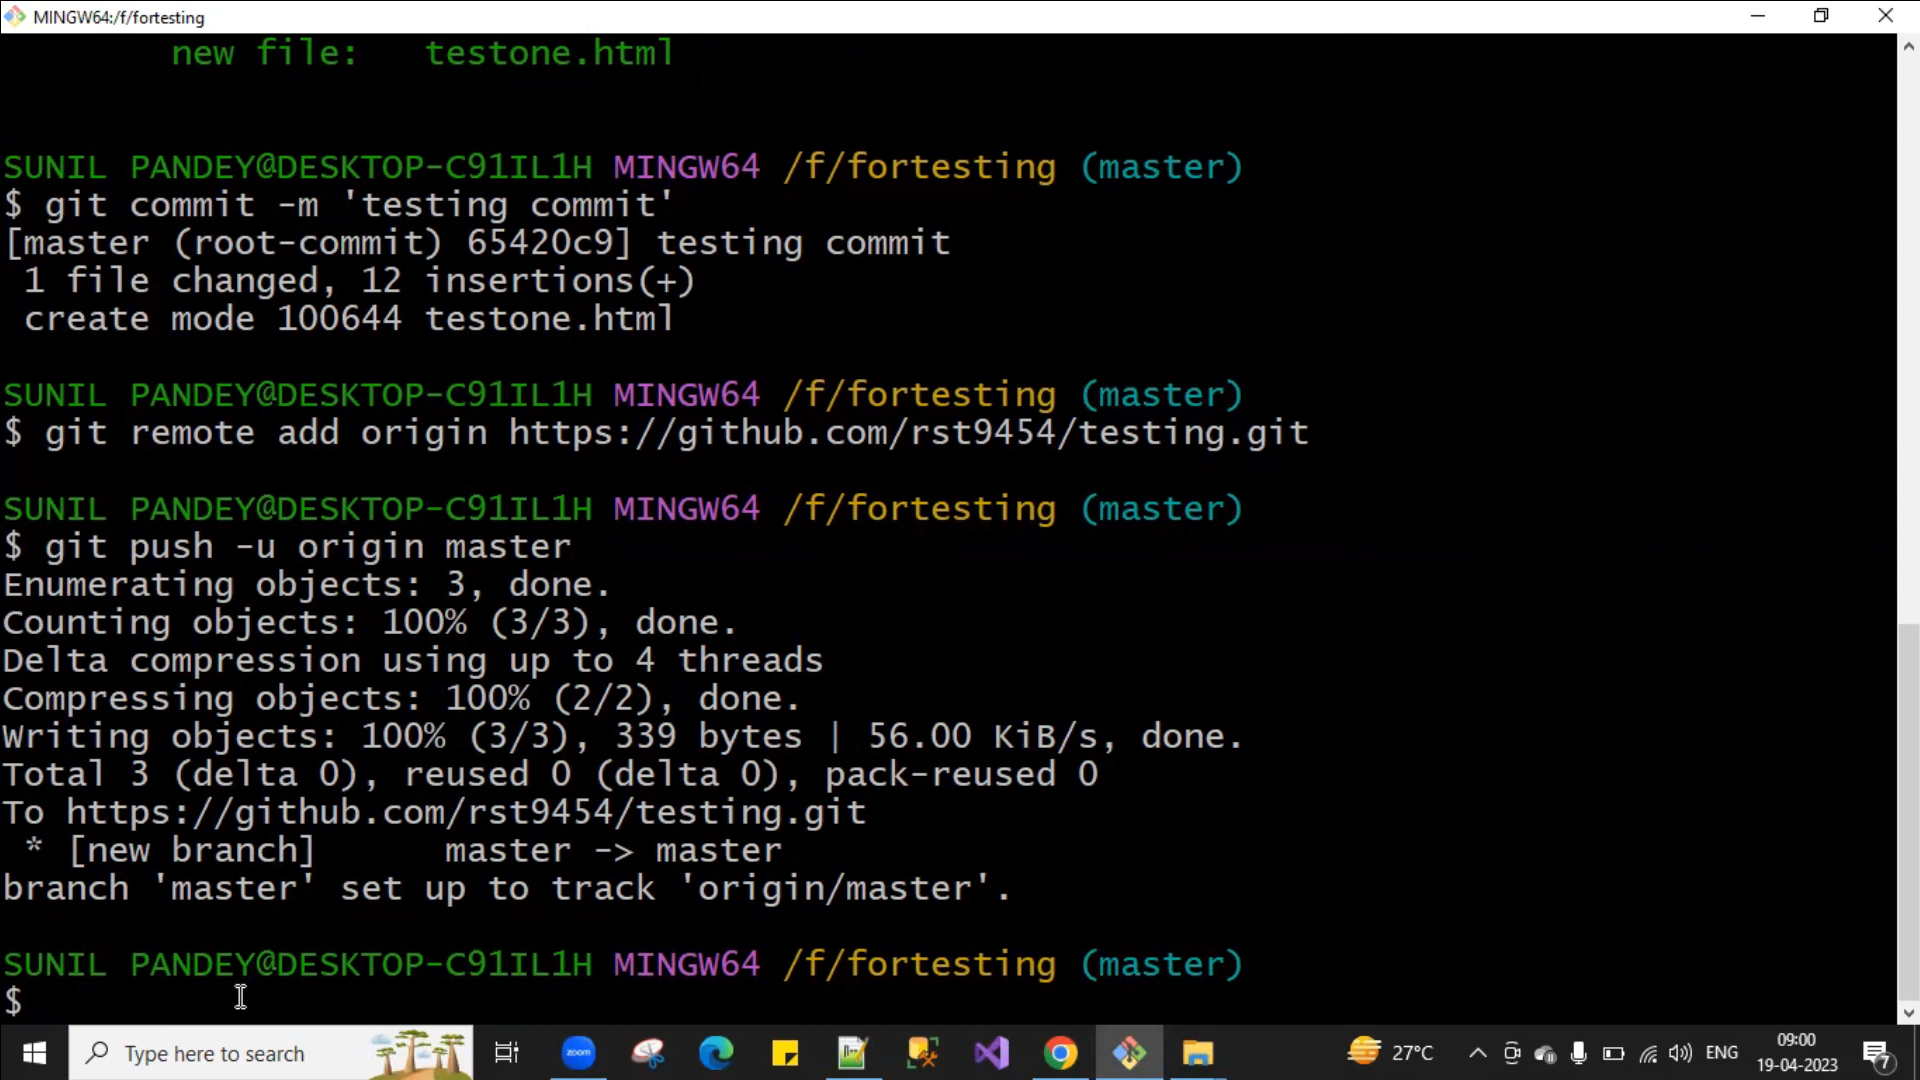 MINGW64:/f/fortesting
new file:   testone.html
SUNIL PANDEY@DESKTOP-C91IL1H MINGW64 /f/fortesting (master)
$ git commit -m 'testing commit'
[master (root-commit) 65420c9] testing commit
 1 file changed, 12 insertions(+)
 create mode 100644 testone.html
SUNIL PANDEY@DESKTOP-C91IL1H MINGW64 /f/fortesting (master)
$ git remote add origin https://github.com/rst9454/testing.git
SUNIL PANDEY@DESKTOP-C91IL1H MINGW64 /f/fortesting (master)
$ git push -u origin master
Enumerating objects: 3, done.
Counting objects: 100% (3/3), done.
Delta compression using up to 4 threads
Compressing objects: 100% (2/2), done.
Writing objects: 100% (3/3), 339 bytes | 56.00 KiB/s, done.
Total 3 (delta 0), reused 0 (delta 0), pack-reused 0
To https://github.com/rst9454/testing.git
 * [new branch]      master -> master
branch 'master' set up to track 'origin/master'.
SUNIL PANDEY@DESKTOP-C91IL1H MINGW64 /f/fortesting (master)
$
Type here to search
zoom
27°C
ENG
09:00
19-04-2023
7